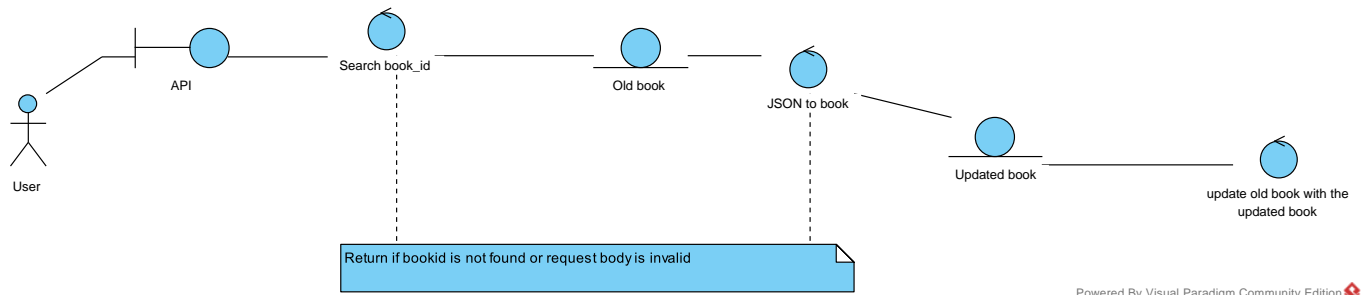 API
Search book_id
Old book
JSON to book
User
Updated book
update old book with the
updated book
Return if bookid is not found or request body is invalid
Powered By Visual Paradigm Community Edition